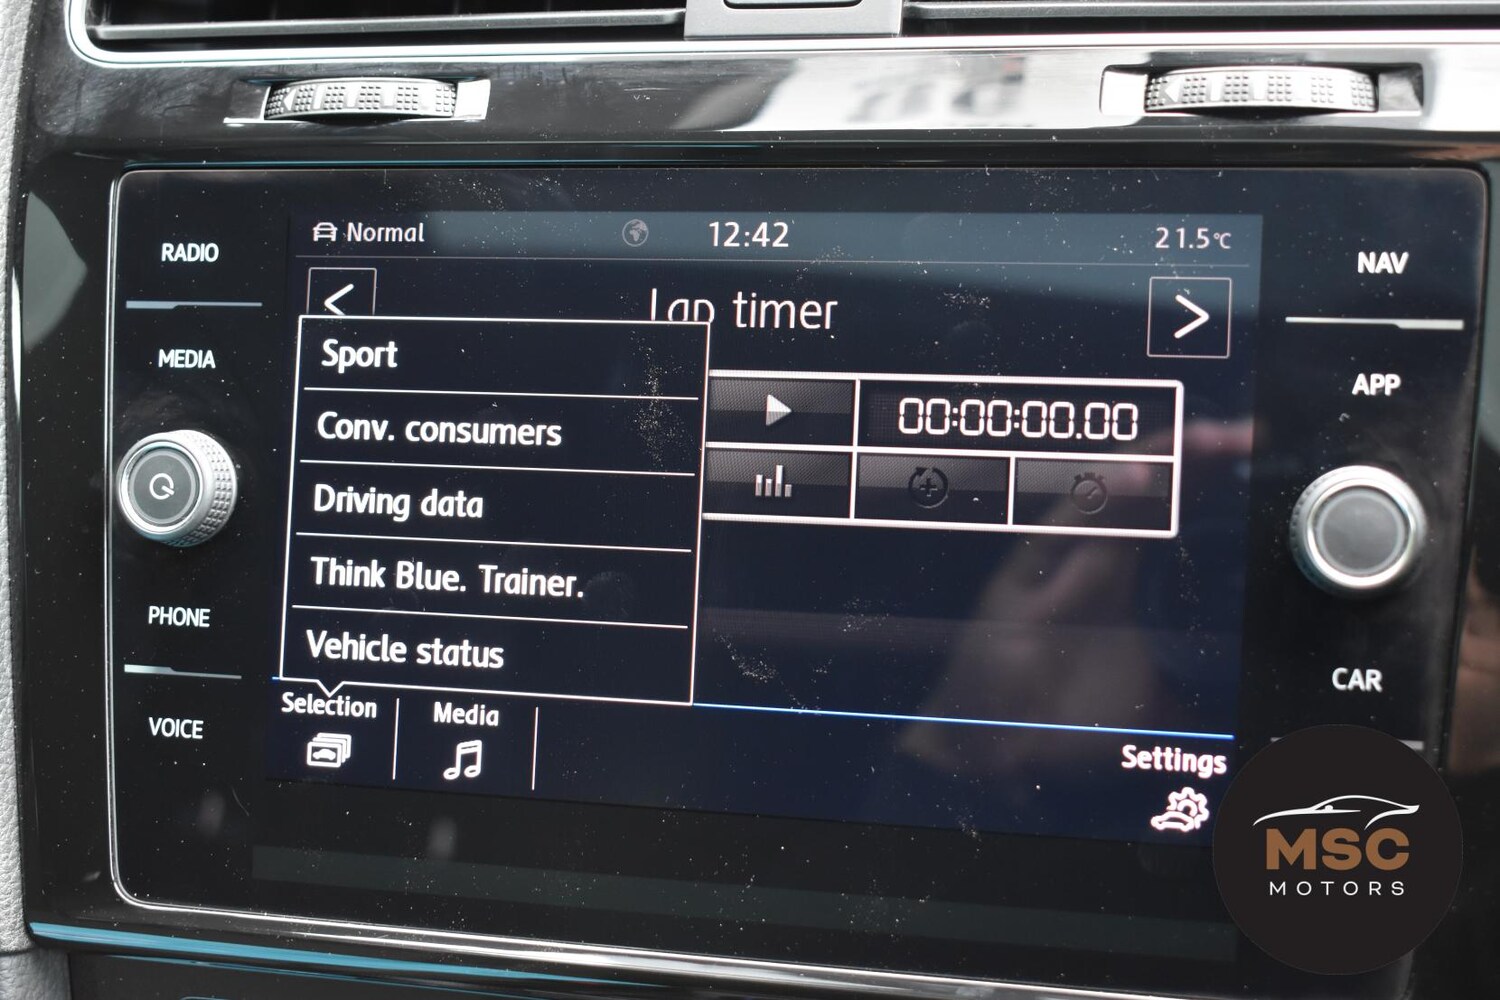 Normal
12:42
21.5°C
Lap timer
Sport
Conv. consumers
Driving data
Think Blue. Trainer.
Vehicle status
00:00:00.00
Selection
Media
Settings
RADIO
MEDIA
PHONE
VOICE
NAV
APP
CAR
MSC
MOTORS